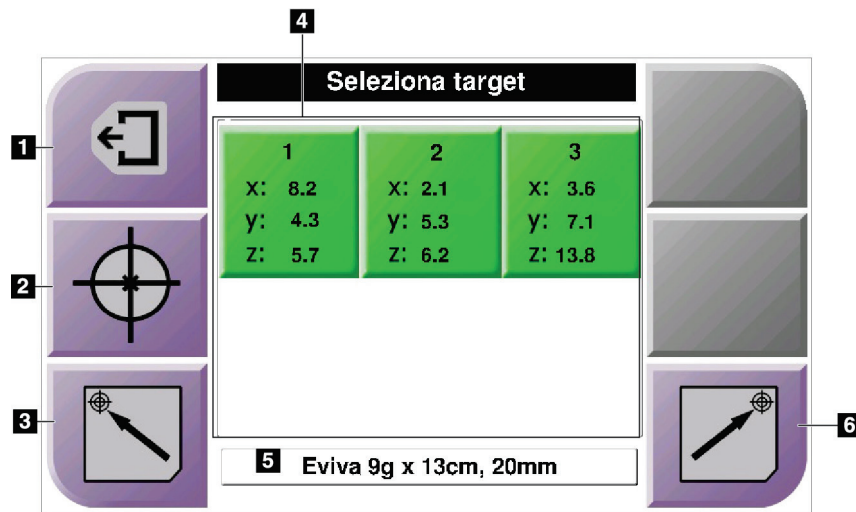 4
Seleziona target
1
1 2 3
x: 8.2 x: 2.1 x: 3.6
y: 4.3 y: 5.3 y: 7.1
z: 5.7 z: 6.2 z: 13.8
2
3
6
5 Eviva 9g x 13cm, 20mm